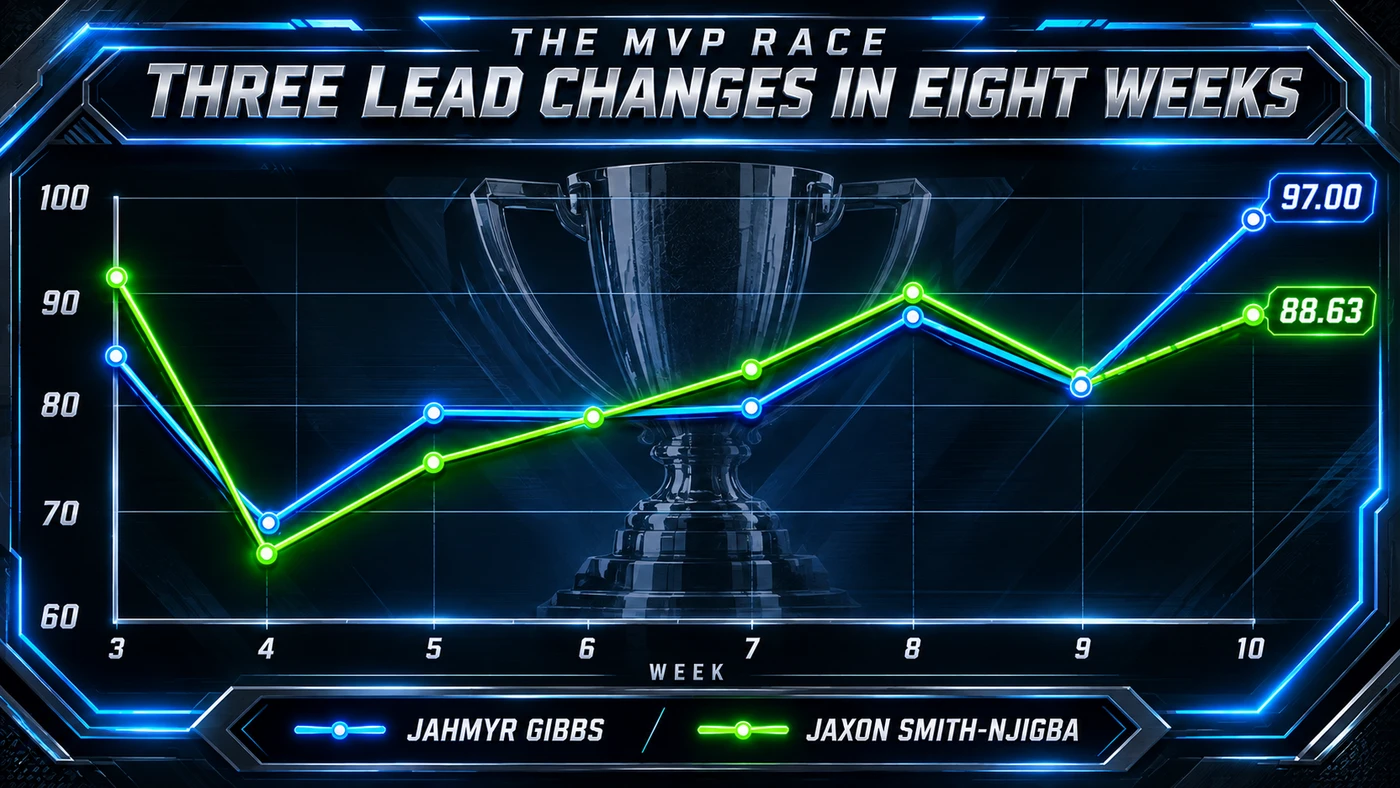 THE MVP RACE
THREE LEAD CHANGES IN EIGHT WEEKS
100
97.00
90
88.63
80
70
60
3 4 5 6 7 8 9 10
WEEK
JAHMYR GIBBS / JAXON SMITH-NJIGBA